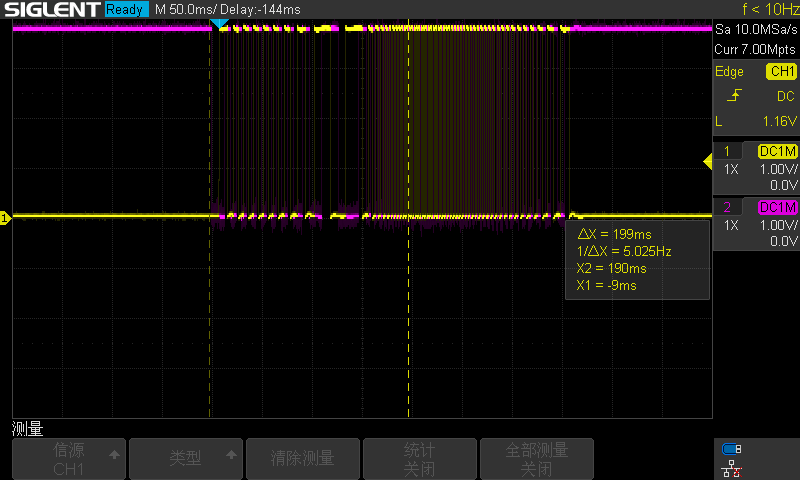 SIGLENT Ready M 50.0ms/ Delay:-144ms f < 10Hz
Sa 10.0MSa/s
Curr 7.00Mpts
Edge CH1
DC
L 1.16V
1 DC1M
1X 1.00V/
0.0V
2 DC1M
1X 1.00V/
0.0V
1
ΔX = 199ms
1/ΔX = 5.025Hz
X2 = 190ms
X1 = -9ms
测量
信源 类型 清除测量 统计 全部测量
CH1 关闭 关闭